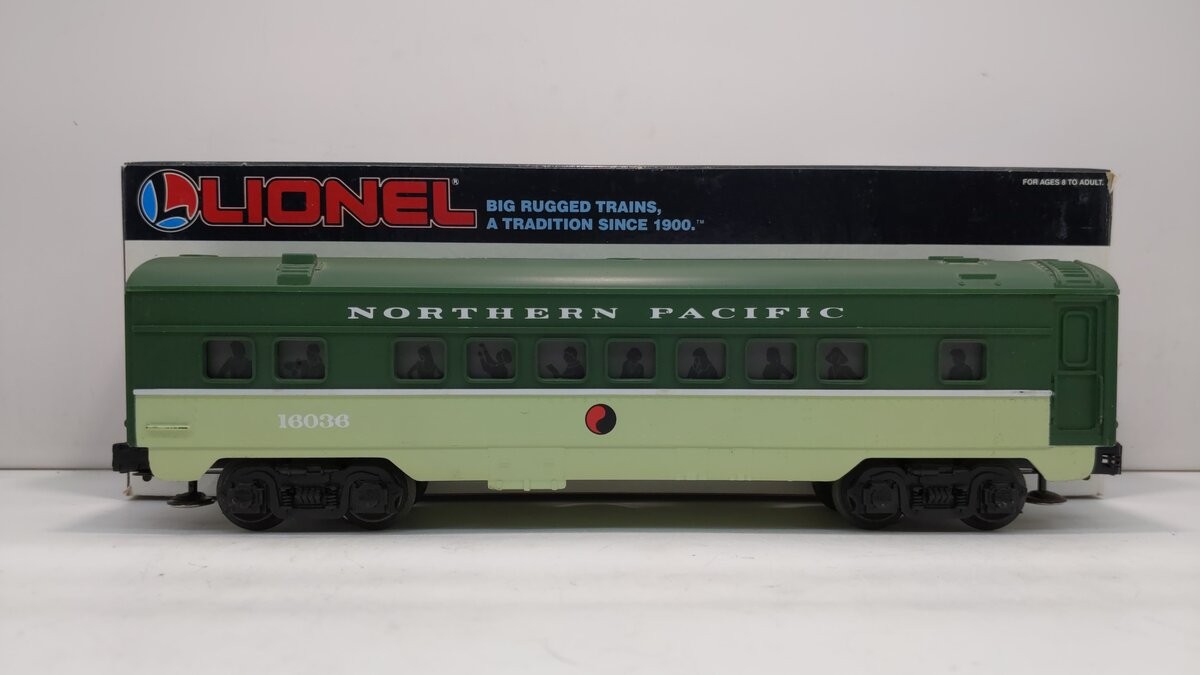 LIONEL®
BIG RUGGED TRAINS,
A TRADITION SINCE 1900.™
FOR AGES 8 TO ADULT.
NORTHERN PACIFIC
16036